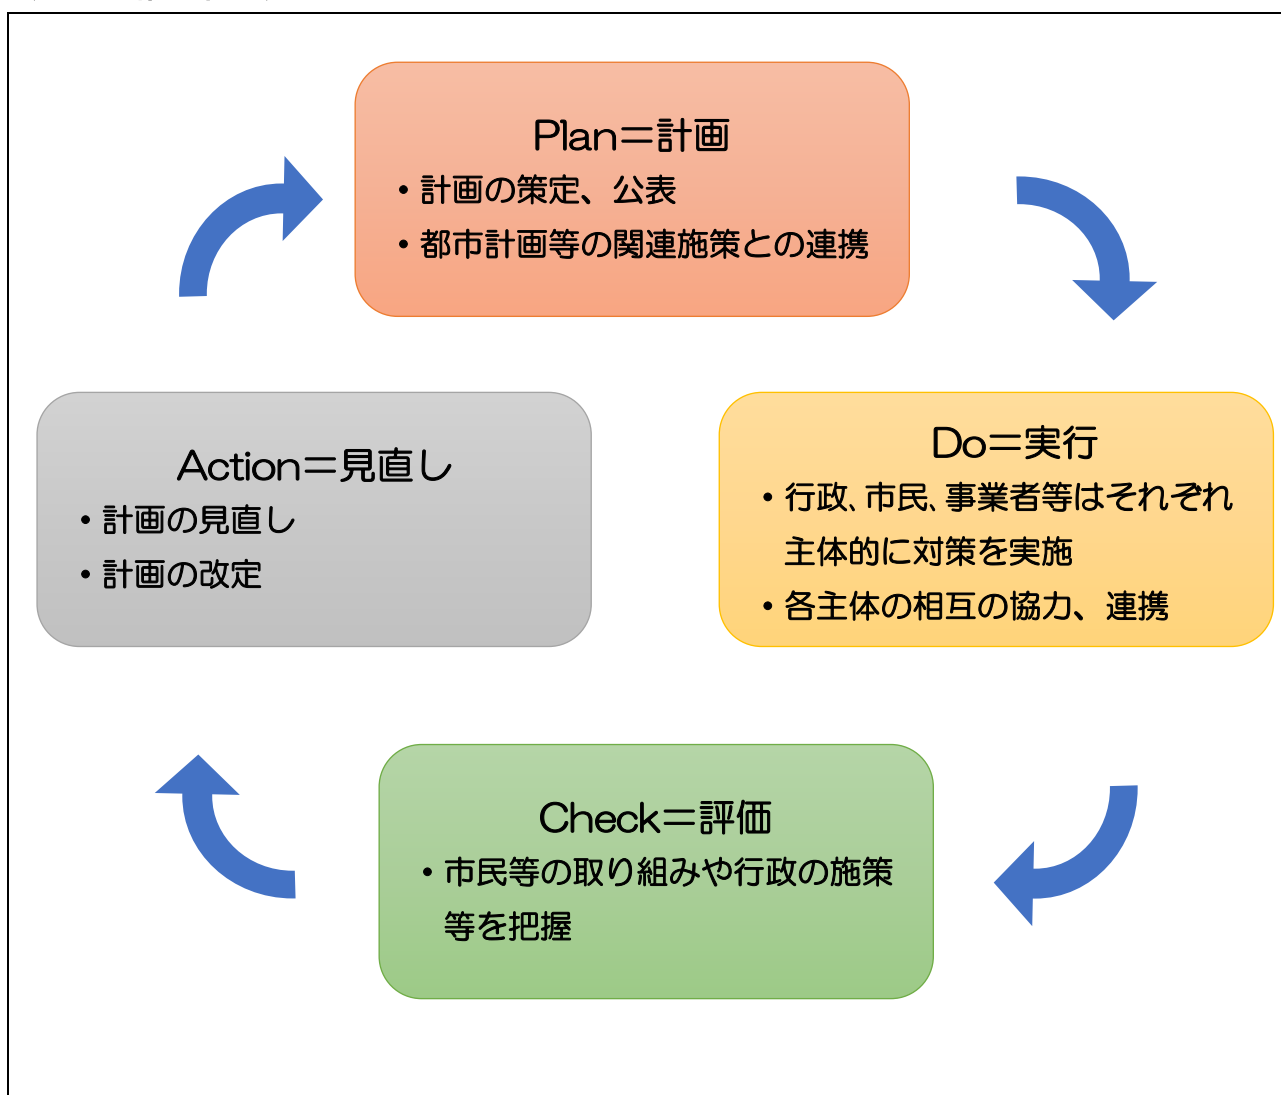 Plan＝計画
・計画の策定、公表
・都市計画等の関連施策との連携
Do＝実行
・行政、市民、事業者等はそれぞれ
主体的に対策を実施
・各主体の相互の協力、連携
Check＝評価
・市民等の取り組みや行政の施策
等を把握
Action＝見直し
・計画の見直し
・計画の改定